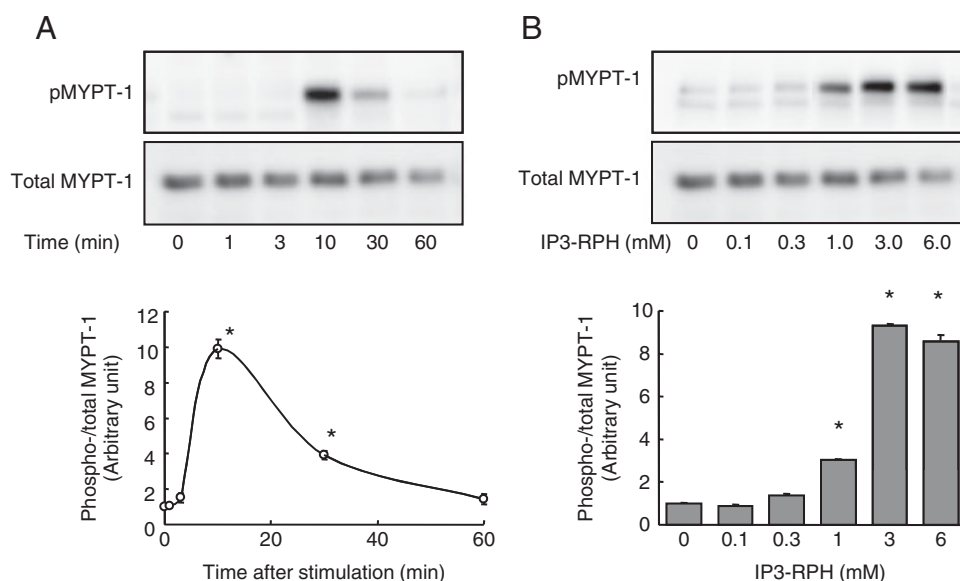 A
pMYPT-1
Total MYPT-1
Time (min) 0 1 3 10 30 60
Phospho-/total MYPT-1
(Arbitrary unit)
12
10
8
6
4
2
0
*
*
0 20 40 60
Time after stimulation (min)
B
pMYPT-1
Total MYPT-1
IP3-RPH (mM) 0 0.1 0.3 1.0 3.0 6.0
Phospho-/total MYPT-1
(Arbitrary unit)
10
8
6
4
2
0
*
*
*
0 0.1 0.3 1 3 6
IP3-RPH (mM)